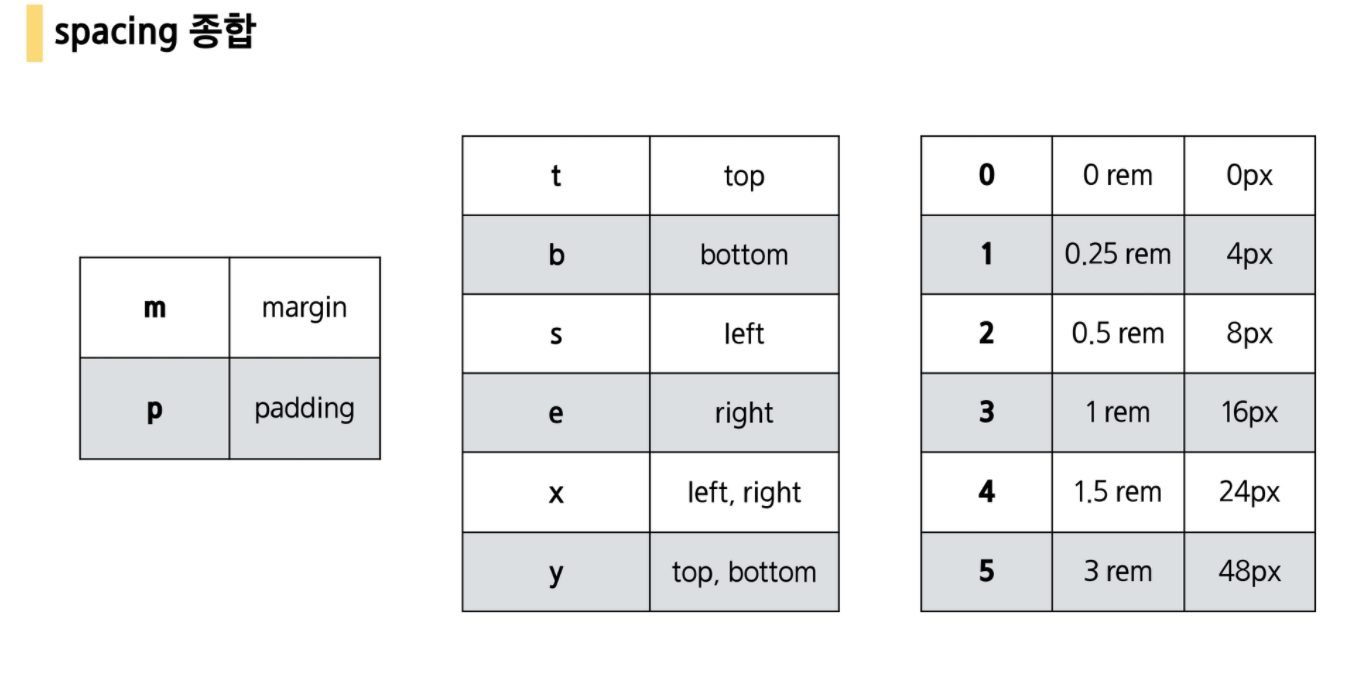 spacing 종합
m margin
p padding
t top
b bottom
s left
e right
x left, right
y top, bottom
0 0 rem 0px
1 0.25 rem 4px
2 0.5 rem 8px
3 1 rem 16px
4 1.5 rem 24px
5 3 rem 48px